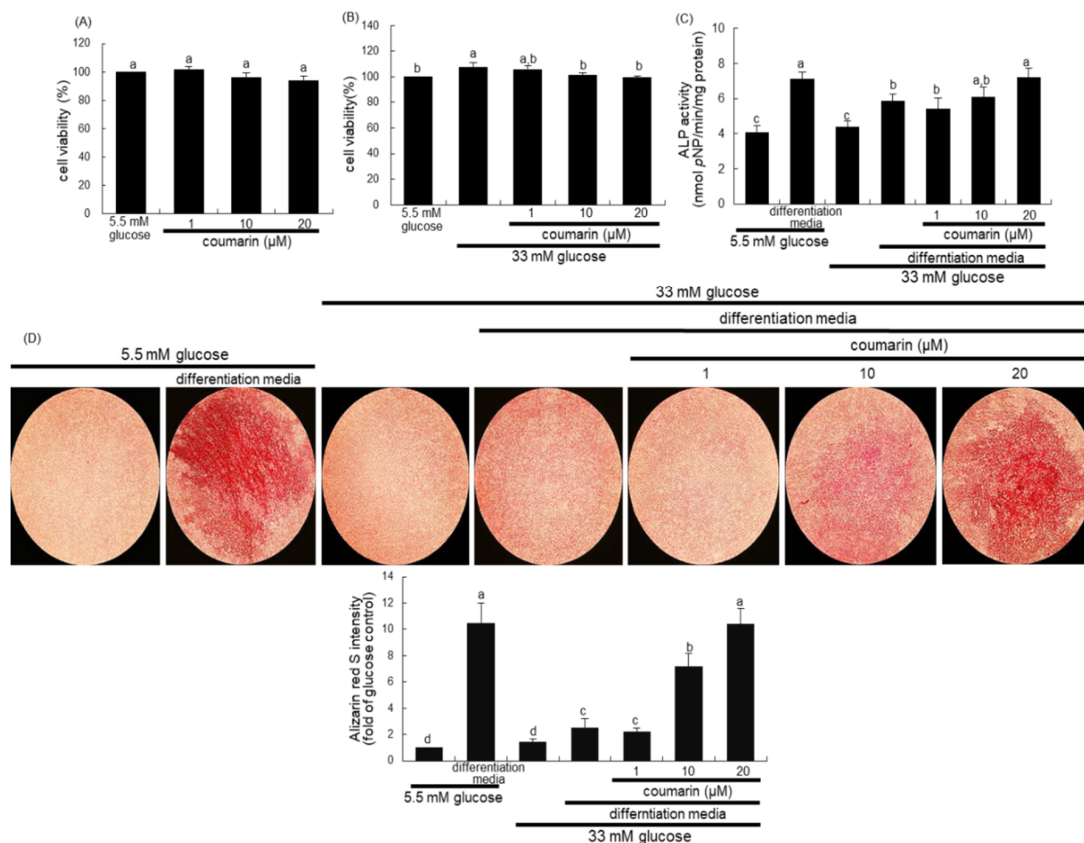 (A)
120
100
80
60
40
20
0
cell viability (%)
a a a a
5.5 mM
glucose
1 10 20
coumarin (µM)
(B)
140
120
100
80
60
40
20
0
cell viability(%)
b a a,b b b
5.5 mM
glucose
1 10 20
coumarin (µM)
33 mM glucose
(C)
10
8
6
4
2
0
ALP activity
(nmol pNP/min/mg protein)
c a c b b a,b a
differentiation
media
5.5 mM glucose
1 10 20
coumarin (µM)
differntiation media
33 mM glucose
(D)
33 mM glucose
differentiation media
5.5 mM glucose
coumarin (µM)
differentiation media
1 10 20
14
12
10
8
6
4
2
0
Alizarin red S intensity
(fold of glucose control)
d a d c c b a
differentiation
media
5.5 mM glucose
1 10 20
coumarin (µM)
differntiation media
33 mM glucose